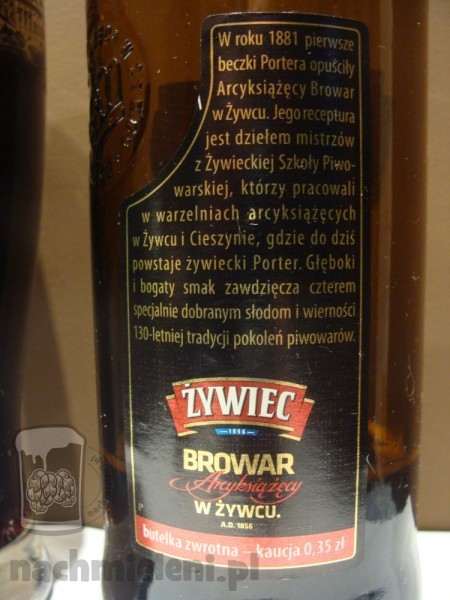 W roku 1881 pierwsze
beczki Portera opuściły
Arcyksiążęcy Browar
w Żywcu. Jego receptura
jest dziełem mistrzów
z Żywieckiej Szkoły Piwo-
warskiej, którzy pracowali
w warzelniach arcyksiążęcych
w Żywcu i Cieszynie, gdzie do dziś
powstaje żywiecki Porter. Głęboki
i bogaty smak zawdzięcza czterem
specjalnie dobranym słodom i wierności
130-letniej tradycji pokoleń piwowarów.
ŻYWIEC
1856
BROWAR
Arcyksiążęcy
W ŻYWCU.
A.D. 1856
butelka zwrotna – kaucja 0,35 zł
nachmieleni.pl